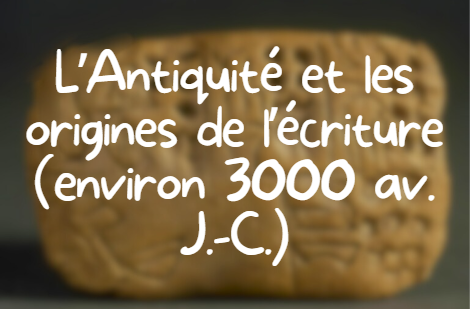 L'Antiquité et les
origines de l'écriture
(environ 3000 av.
J.-C.)